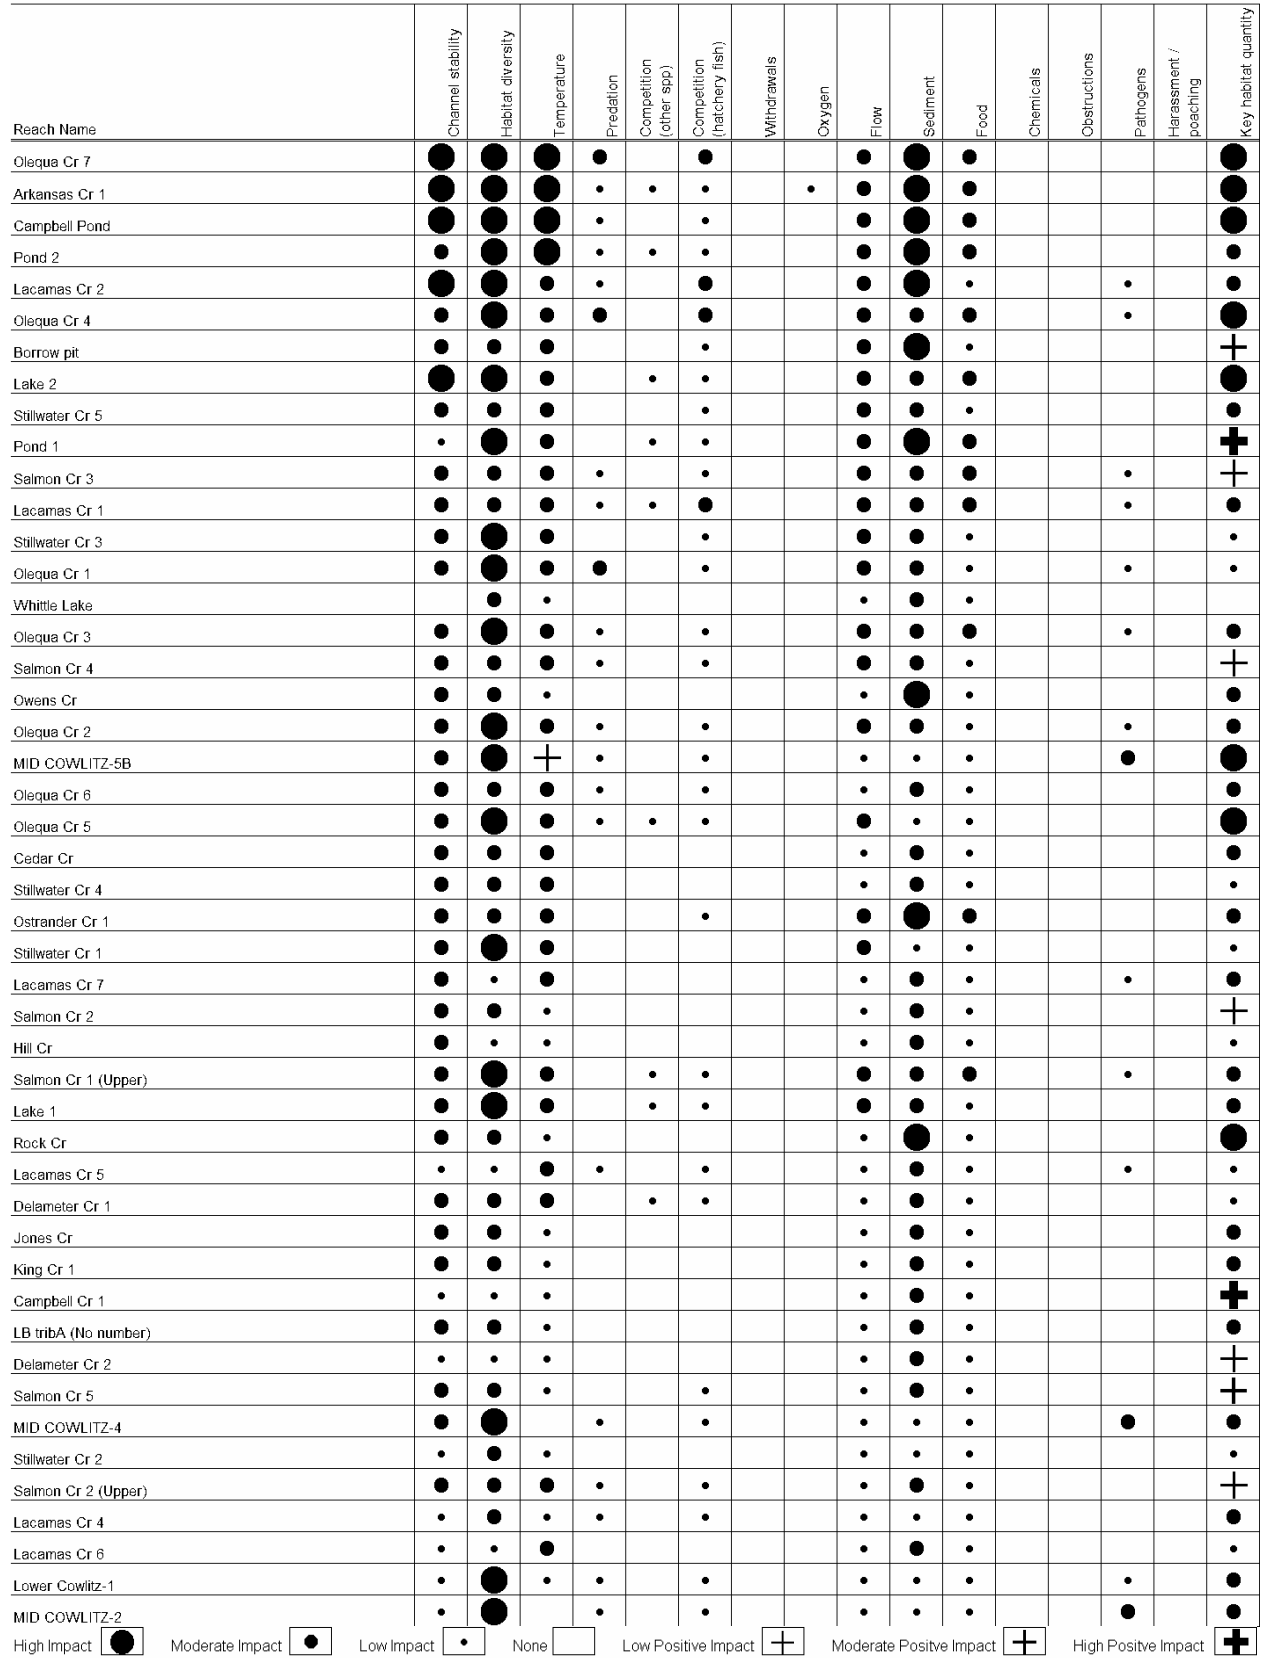 Reach Name
Channel stability
Habitat diversity
Temperature
Predation
Competition
(other spp)
Competition
(hatchery fish)
Withdrawals
Oxygen
Flow
Sediment
Food
Chemicals
Obstructions
Pathogens
Harassment /
poaching
Key habitat quantity
Olequa Cr 7
Arkansas Cr 1
Campbell Pond
Pond 2
Lacamas Cr 2
Olequa Cr 4
Borrow pit
Lake 2
Stillwater Cr 5
Pond 1
Salmon Cr 3
Lacamas Cr 1
Stillwater Cr 3
Olequa Cr 1
Whittle Lake
Olequa Cr 3
Salmon Cr 4
Owens Cr
Olequa Cr 2
MID COWLITZ-5B
Olequa Cr 6
Olequa Cr 5
Cedar Cr
Stillwater Cr 4
Ostrander Cr 1
Stillwater Cr 1
Lacamas Cr 7
Salmon Cr 2
Hill Cr
Salmon Cr 1 (Upper)
Lake 1
Rock Cr
Lacamas Cr 5
Delameter Cr 1
Jones Cr
King Cr 1
Campbell Cr 1
LB tribA (No number)
Delameter Cr 2
Salmon Cr 5
MID COWLITZ-4
Stillwater Cr 2
Salmon Cr 2 (Upper)
Lacamas Cr 4
Lacamas Cr 6
Lower Cowlitz-1
MID COWLITZ-2
High Impact Moderate Impact Low Impact None Low Positive Impact Moderate Positve Impact High Positve Impact